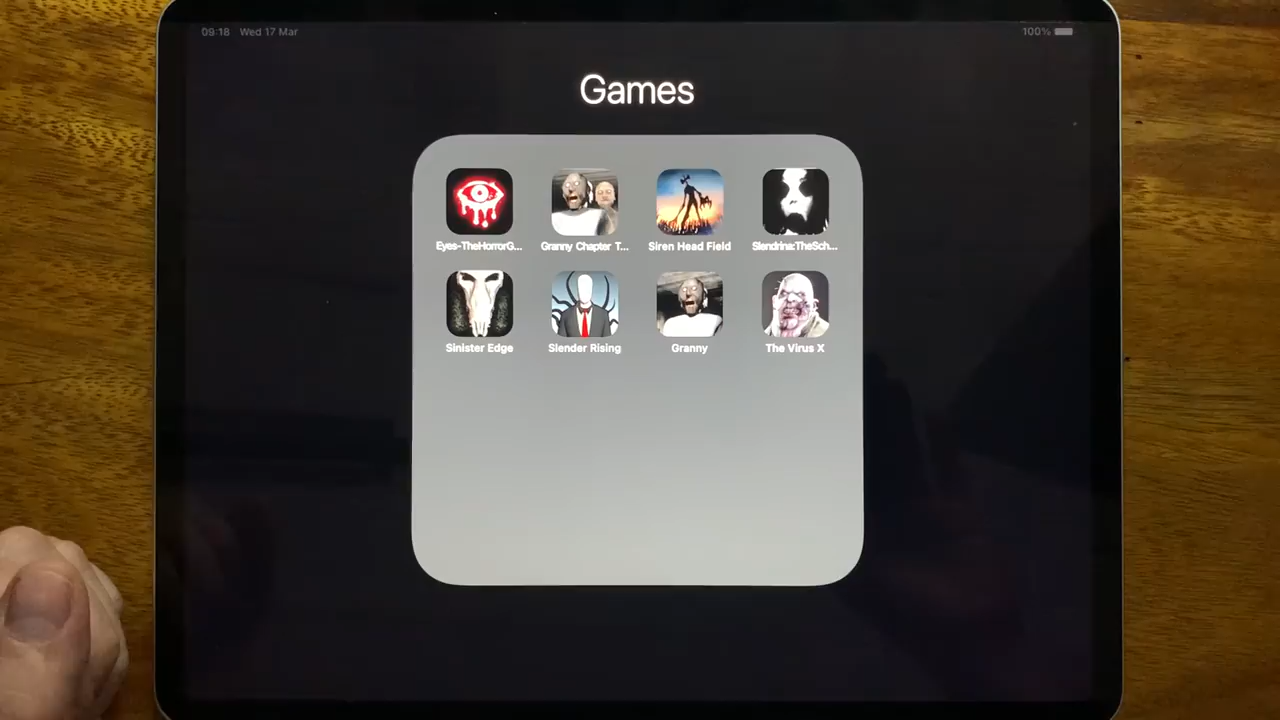 09:18 Wed 17 Mar
100%
Games
Eyes-TheHorrorG...
Granny Chapter T...
Siren Head Field
Slendrina:TheSch...
Sinister Edge
Slender Rising
Granny
The Virus X